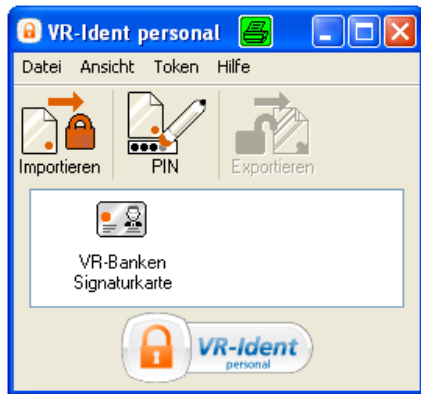 VR-Ident personal
Datei Ansicht Token Hilfe
Importieren PIN Exportieren
VR-Banken
Signaturkarte
VR-Ident
personal